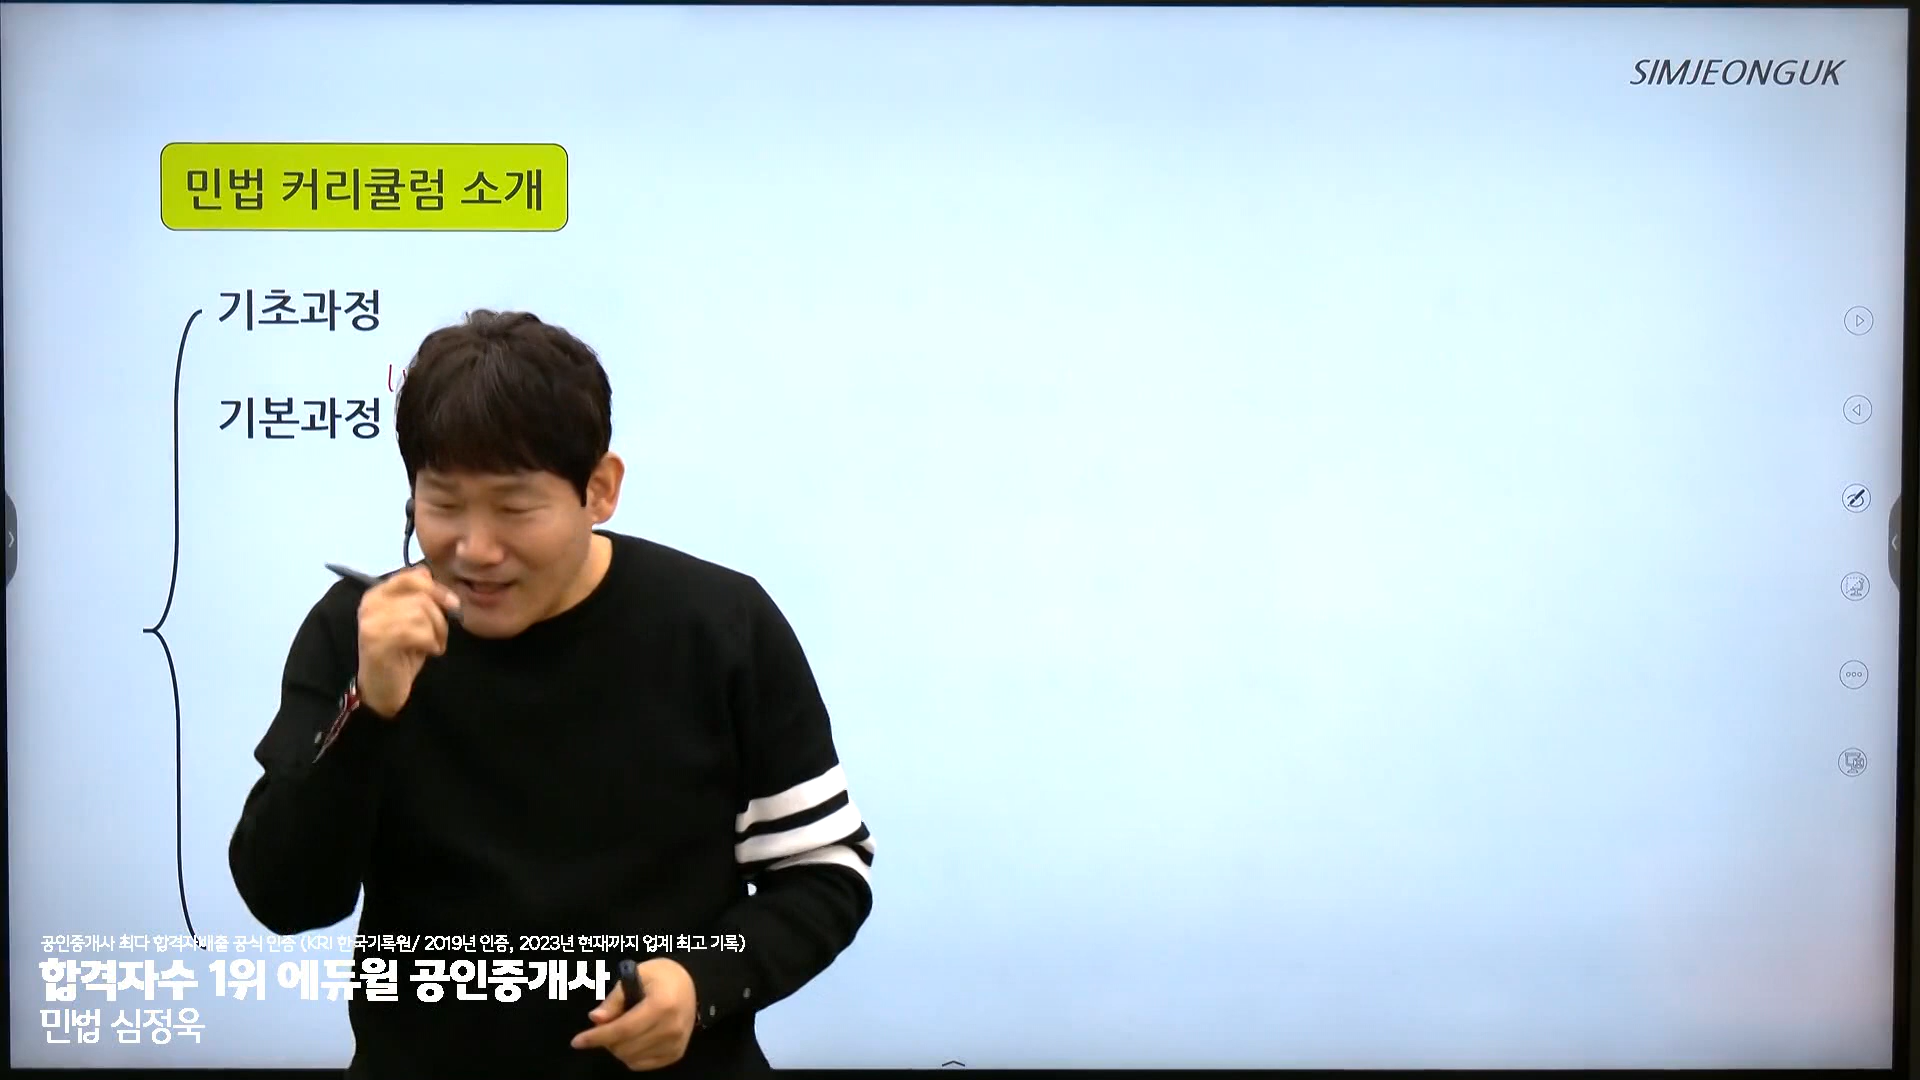 SIMJEONGUK
민법 커리큘럼 소개
기초과정
기본과정
공인중개사 최다 합격자배출 공식 인증 (KRI 한국기록원/ 2019년 인증, 2023년 현재까지 업계 최고 기록)
합격자수 1위 에듀윌 공인중개사
민법 심정욱